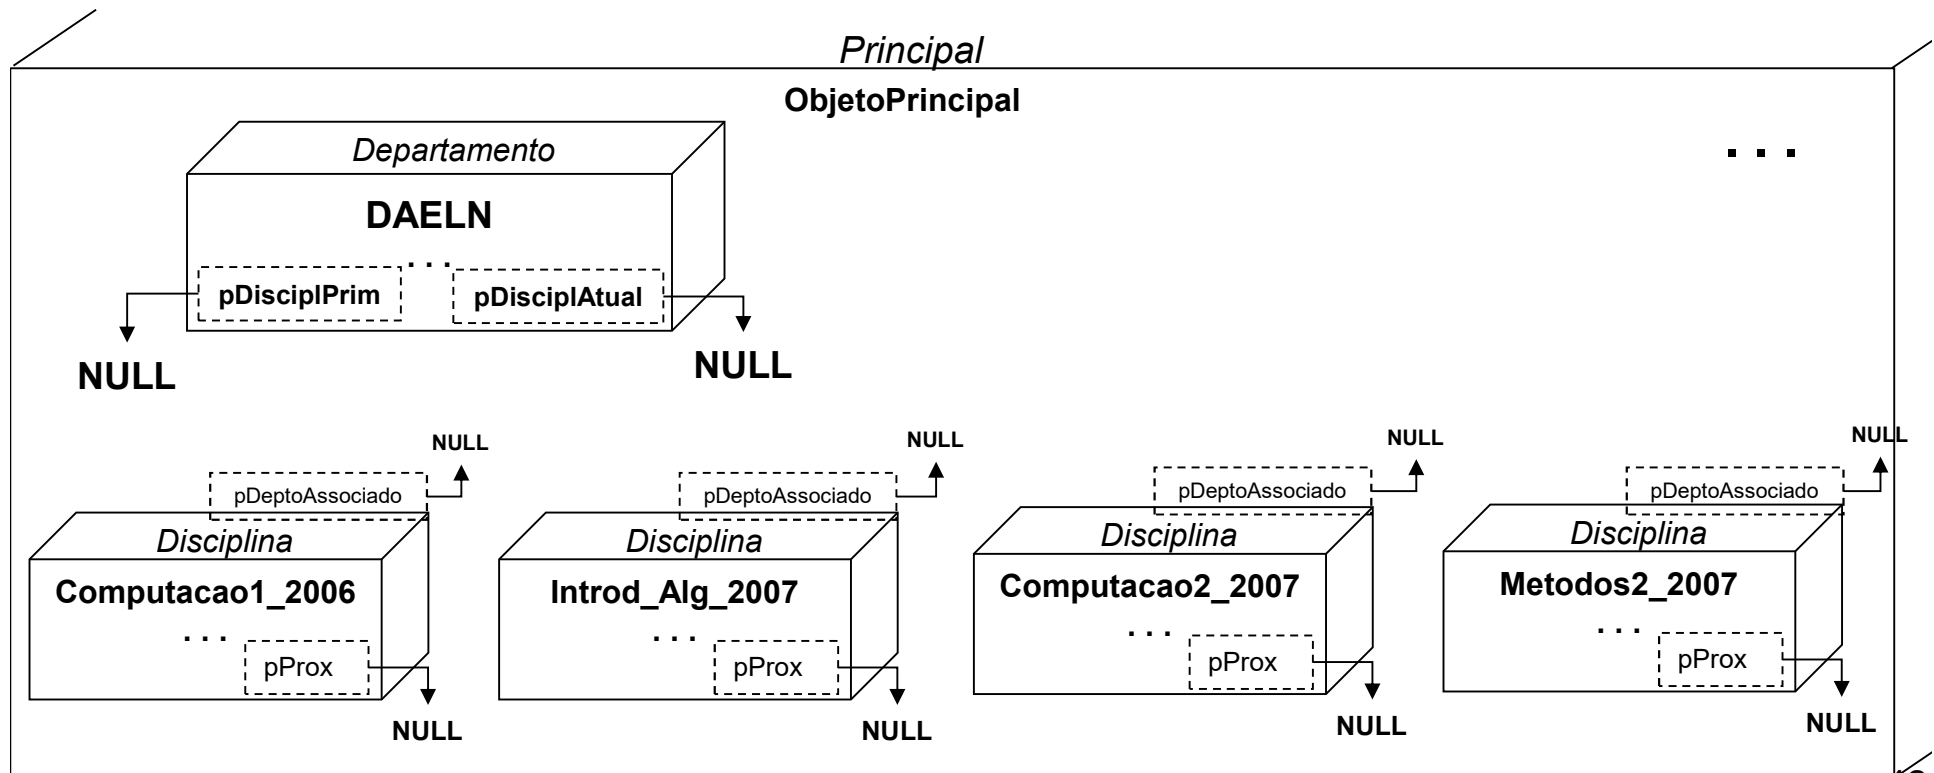 Principal
ObjetoPrincipal
Departamento
. . .
DAELN
. . .
pDisciplPrim
pDisciplAtual
NULL
NULL
NULL
NULL
NULL
NULL
pDeptoAssociado
pDeptoAssociado
pDeptoAssociado
pDeptoAssociado
Disciplina
Disciplina
Disciplina
Disciplina
Computacao1_2006
Introd_Alg_2007
Computacao2_2007
Metodos2_2007
. . .
. . .
. . .
. . .
pProx
pProx
pProx
pProx
NULL
NULL
NULL
NULL